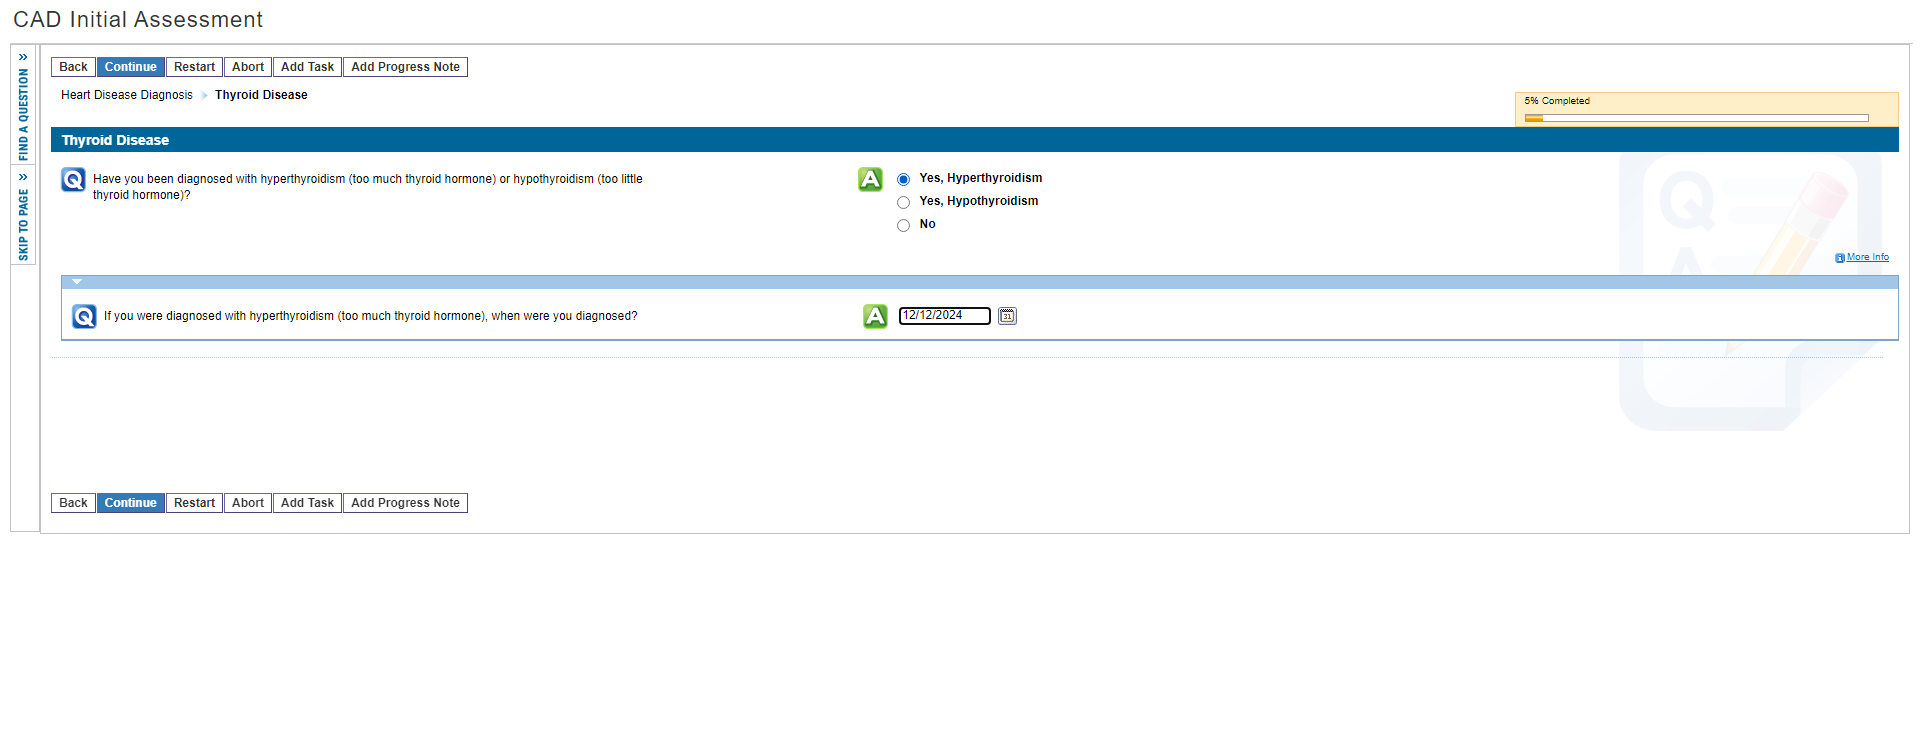 CAD Initial Assessment
» FIND A QUESTION
» SKIP TO PAGE
Back Continue Restart Abort Add Task Add Progress Note
Heart Disease Diagnosis Thyroid Disease
5% Completed
Thyroid Disease
Q Have you been diagnosed with hyperthyroidism (too much thyroid hormone) or hypothyroidism (too little
thyroid hormone)?
A Yes, Hyperthyroidism
Yes, Hypothyroidism
No
Q
A
i More Info
Q If you were diagnosed with hyperthyroidism (too much thyroid hormone), when were you diagnosed?
A 12/12/2024 31
Back Continue Restart Abort Add Task Add Progress Note